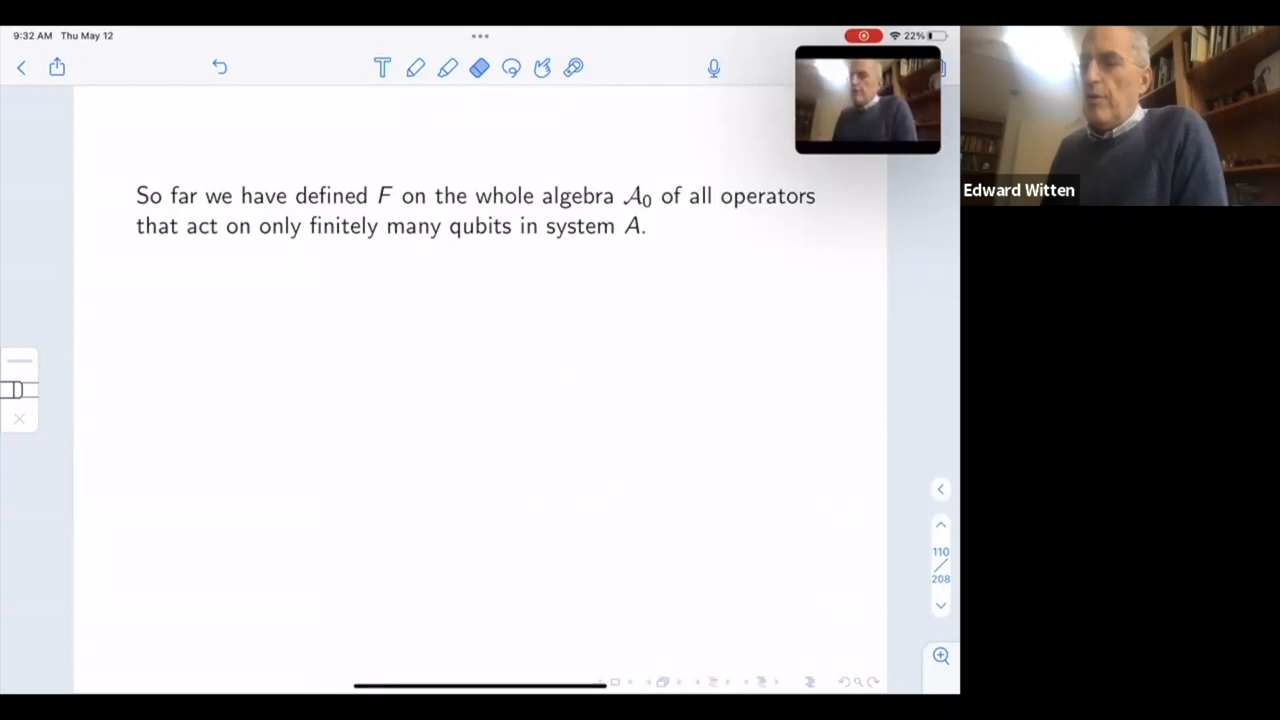 9:32 AM Thu May 12
22%
So far we have defined F on the whole algebra 𝒜₀ of all operators
that act on only finitely many qubits in system A.
Edward Witten
110
208